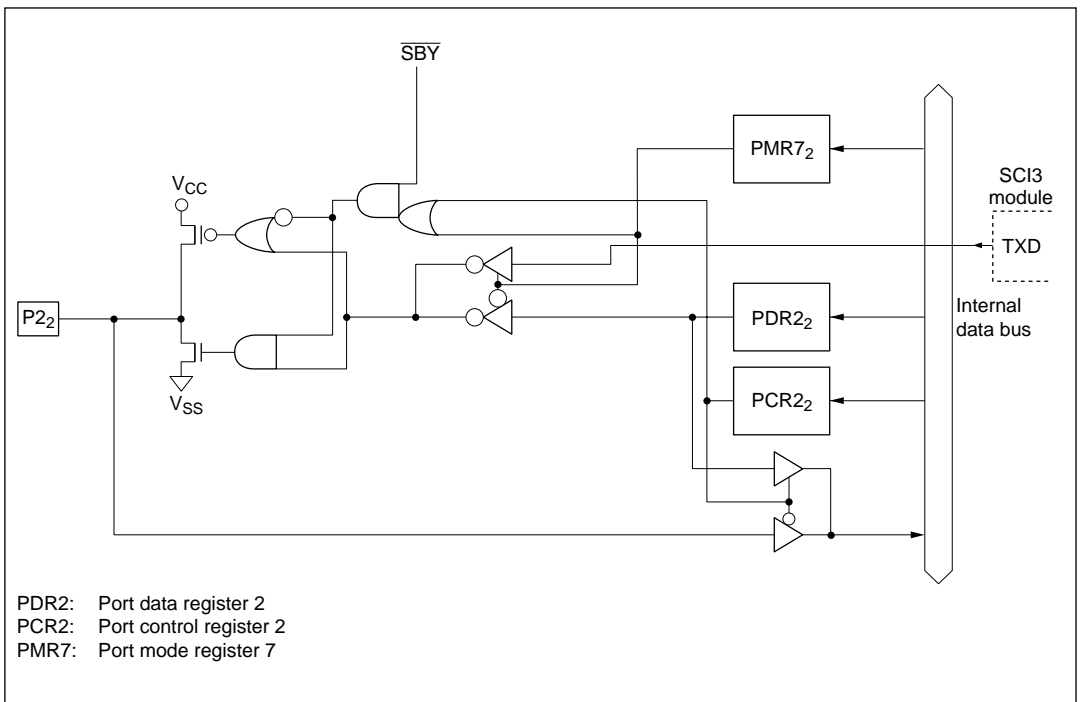 SBY
PMR7₂
SCI3
module
V_CC
TXD
P2₂
PDR2₂
Internal
data bus
PCR2₂
V_SS
PDR2: Port data register 2
PCR2: Port control register 2
PMR7: Port mode register 7